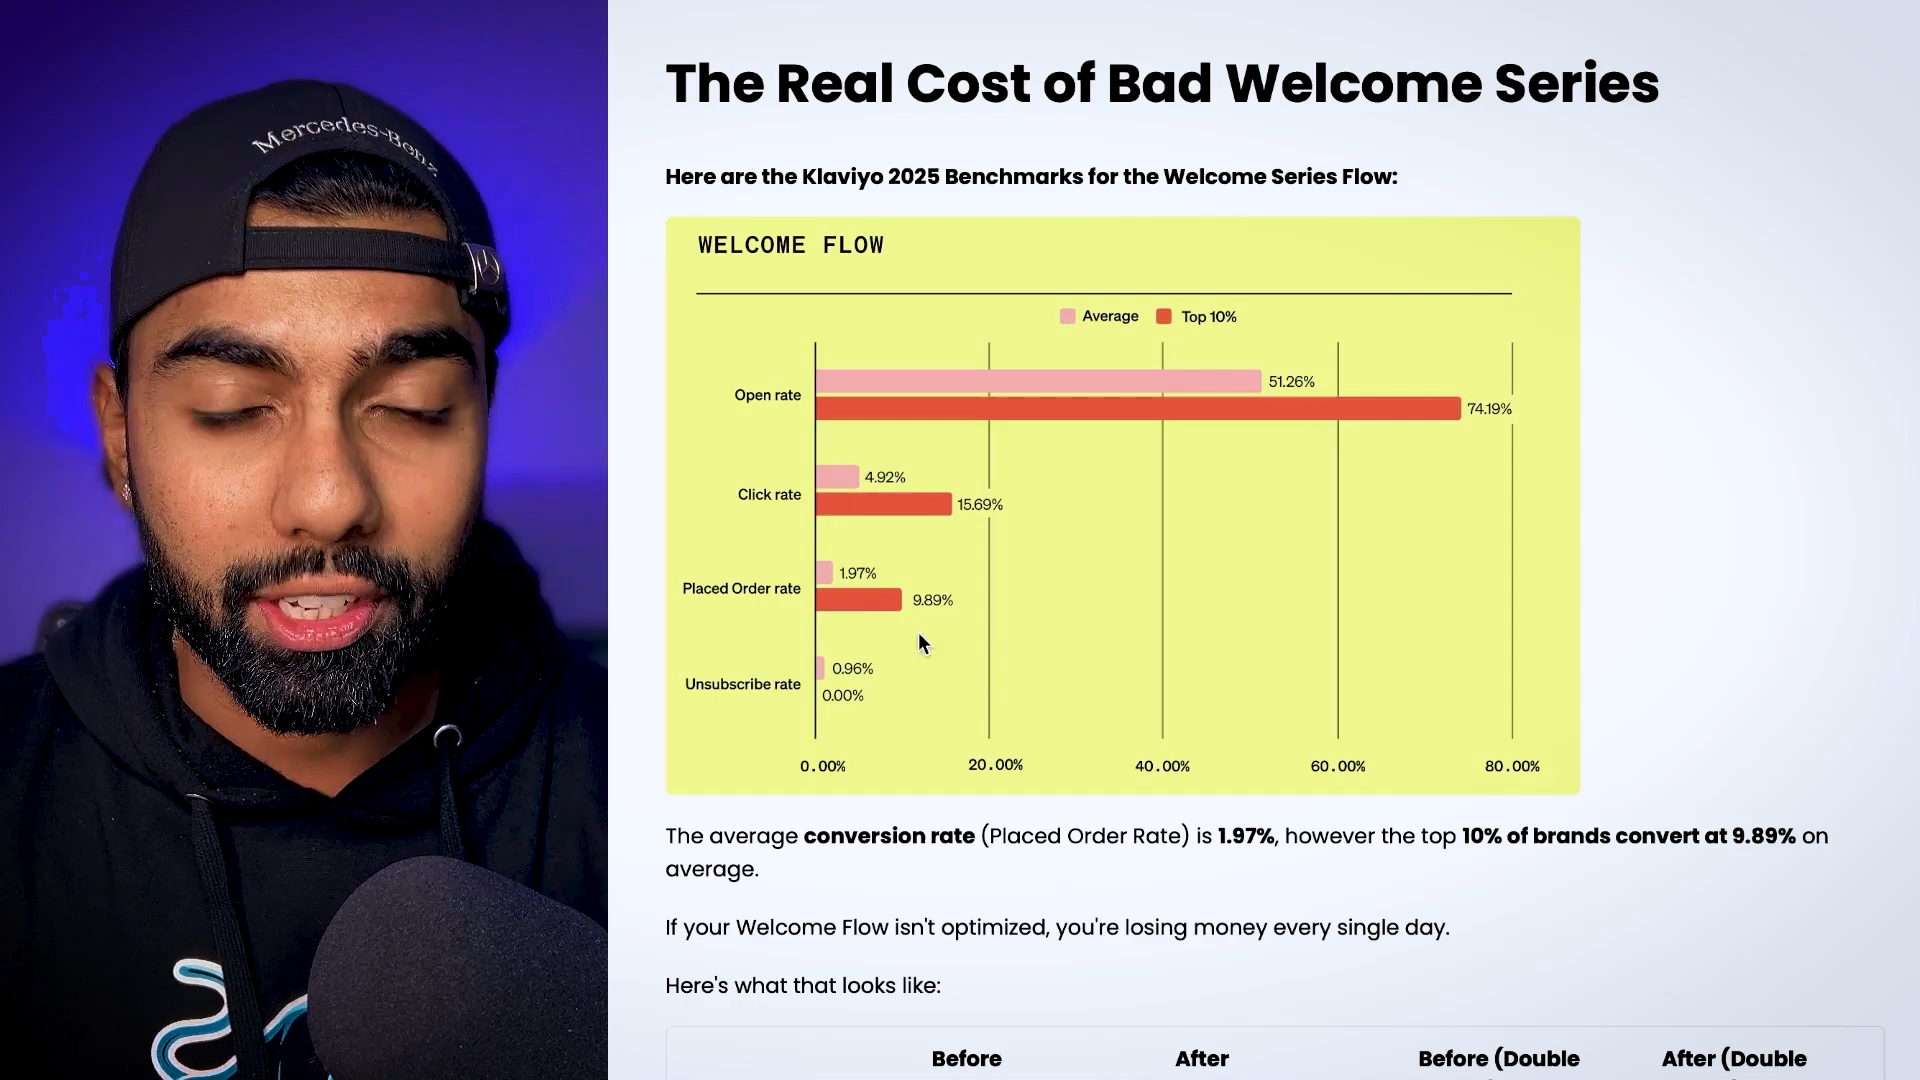 Mercedes-Benz
The Real Cost of Bad Welcome Series
Here are the Klaviyo 2025 Benchmarks for the Welcome Series Flow:
WELCOME FLOW
Average
Top 10%
Open rate
51.26%
74.19%
Click rate
4.92%
15.69%
Placed Order rate
1.97%
9.89%
Unsubscribe rate
0.96%
0.00%
0.00%
20.00%
40.00%
60.00%
80.00%
The average conversion rate (Placed Order Rate) is 1.97%, however the top 10% of brands convert at 9.89% on
average.
If your Welcome Flow isn't optimized, you're losing money every single day.
Here's what that looks like:
Before
After
Before (Double
After (Double